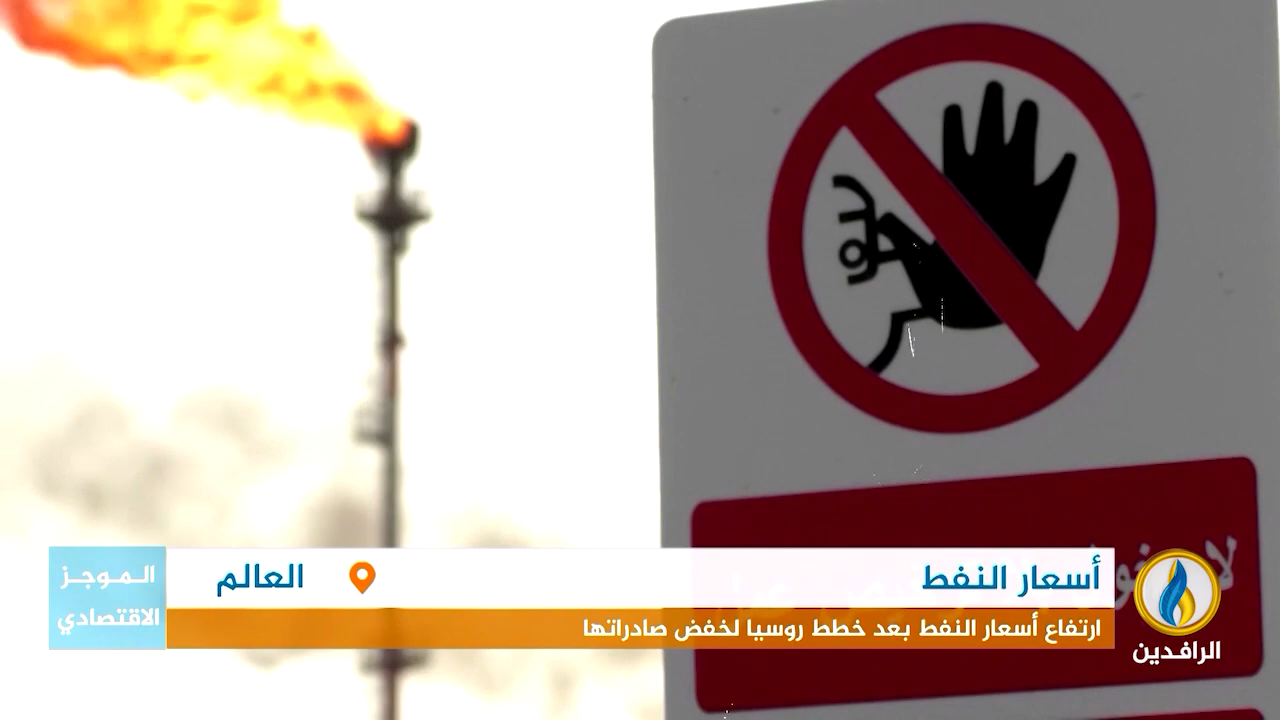 أسعار النفط
العالم
ارتفاع أسعار النفط بعد خطط روسيا لخفض صادراتها
الـمـوجـز
الاقتصادي
الرافدين